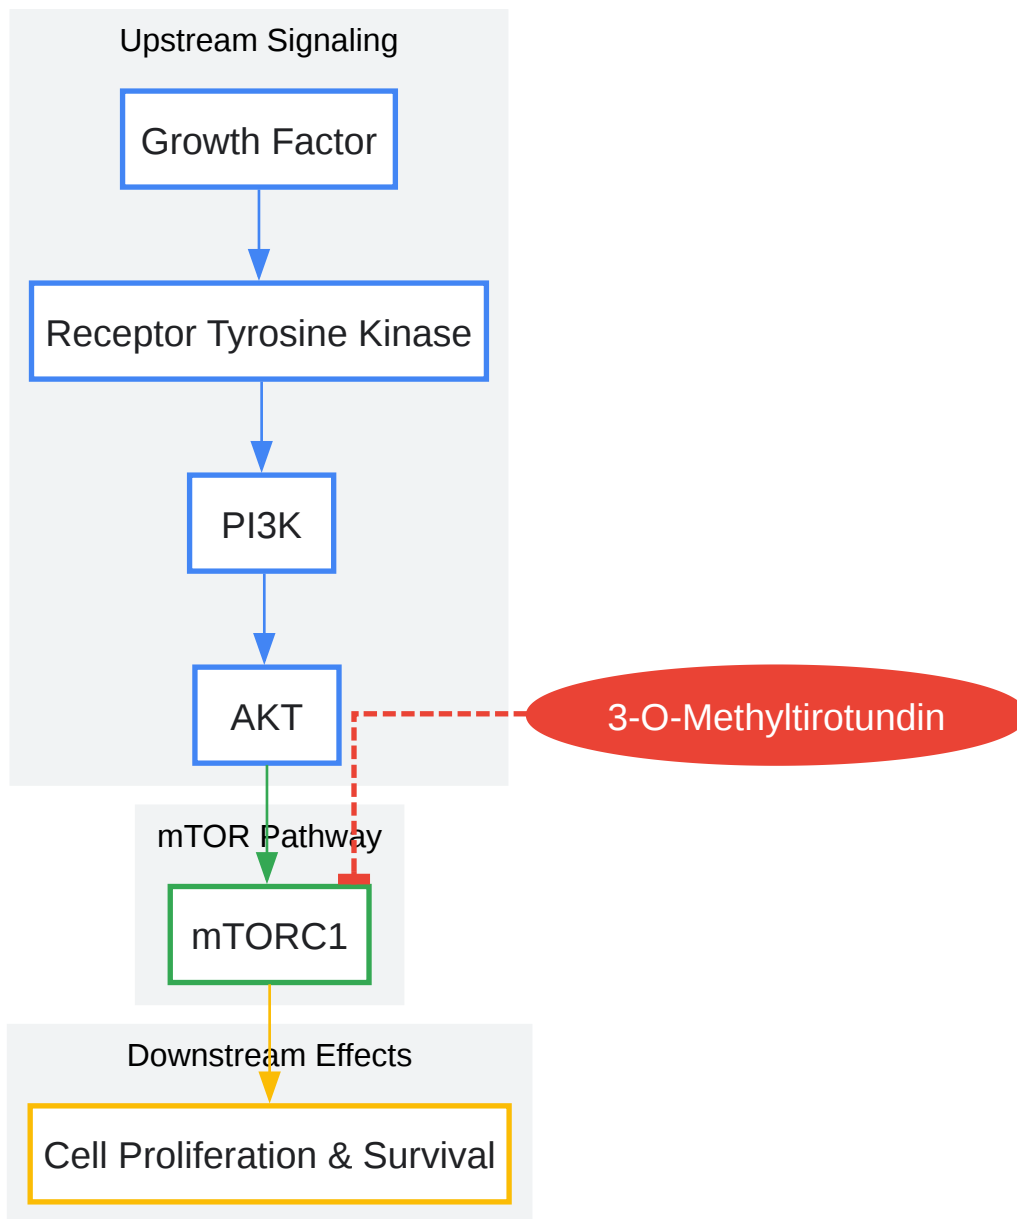 Upstream Signaling
Growth Factor
Receptor Tyrosine Kinase
PI3K
AKT
3-O-Methyltirotundin
mTOR Pathway
mTORC1
Downstream Effects
Cell Proliferation & Survival